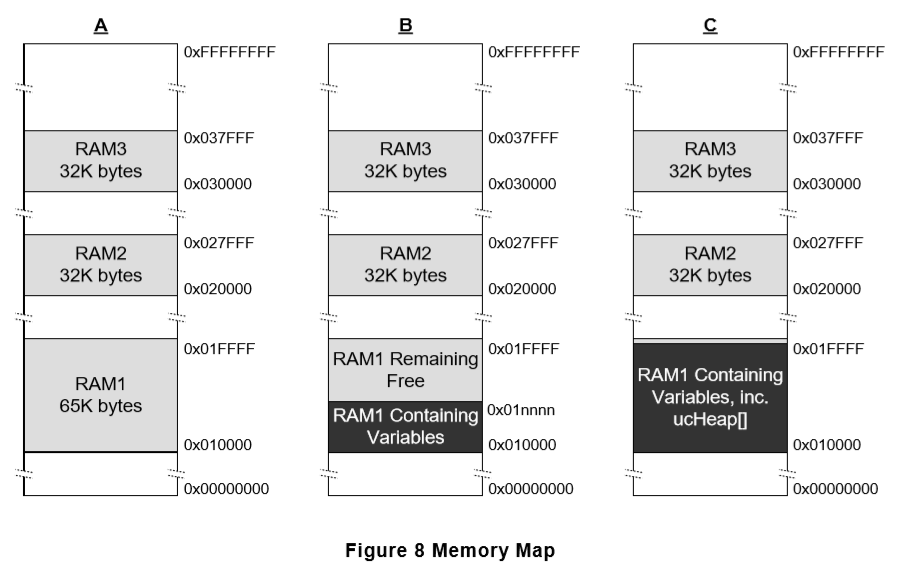 A
B
C
0xFFFFFFFF
0xFFFFFFFF
0xFFFFFFFF
RAM3
32K bytes
0x037FFF
0x030000
RAM3
32K bytes
0x037FFF
0x030000
RAM3
32K bytes
0x037FFF
0x030000
RAM2
32K bytes
0x027FFF
0x020000
RAM2
32K bytes
0x027FFF
0x020000
RAM2
32K bytes
0x027FFF
0x020000
RAM1
65K bytes
0x01FFFF
0x010000
RAM1 Remaining
Free
0x01FFFF
RAM1 Containing
Variables
0x01nnnn
0x010000
RAM1 Containing
Variables, inc.
ucHeap[]
0x01FFFF
0x010000
0x00000000
0x00000000
0x00000000
Figure 8 Memory Map